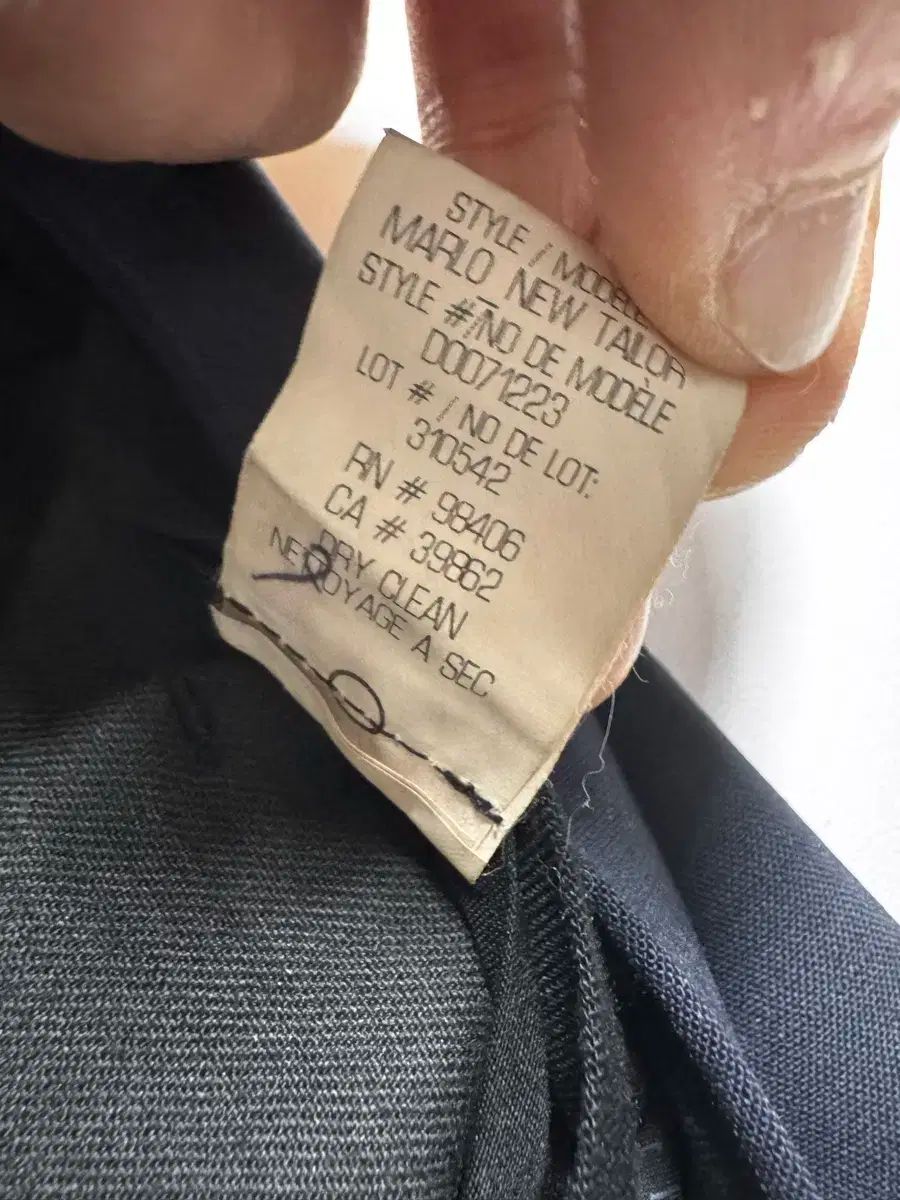 STYLE / MODÈLE
MARLO_NEW TAILOR
STYLE #/NO DE MODÈLE
D0071223
LOT # / NO DE LOT:
310542
RN # 98406
CA # 39862
DRY CLEAN
NETTOYAGE A SEC